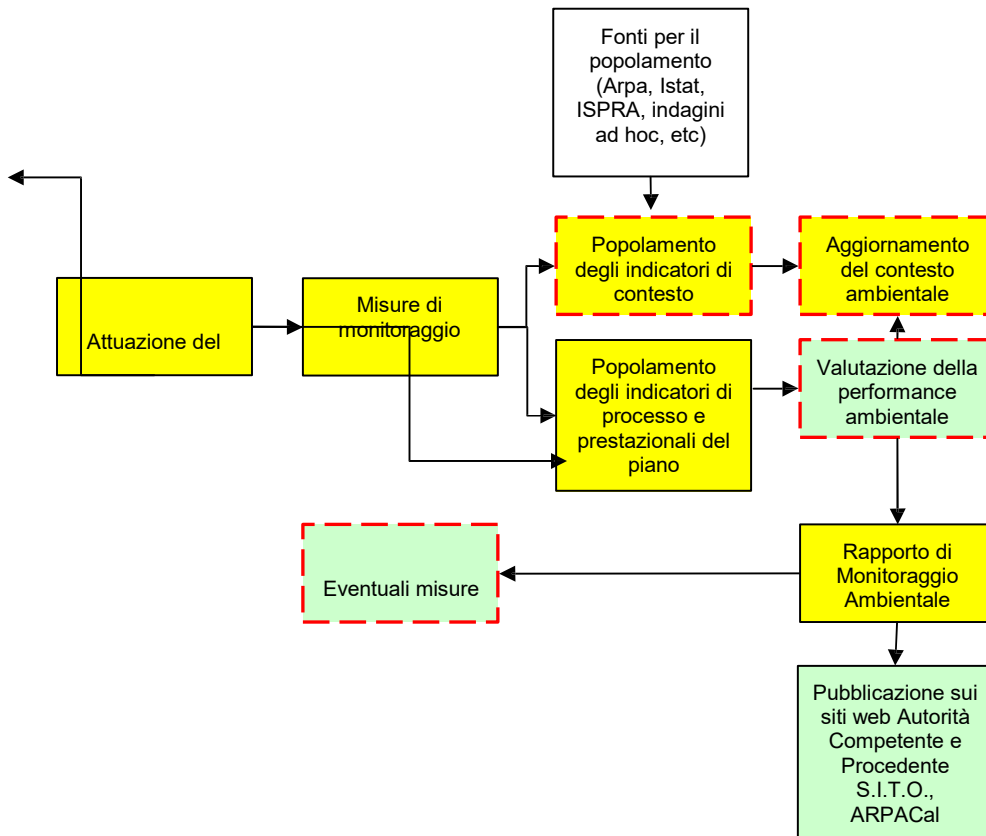 Fonti per il
popolamento
(Arpa, Istat,
ISPRA, indagini
ad hoc, etc)
Popolamento
degli indicatori di
contesto
Aggiornamento
del contesto
ambientale
Attuazione del
Misure di
monitoraggio
Popolamento
degli indicatori di
processo e
prestazionali del
piano
Valutazione della
performance
ambientale
Eventuali misure
Rapporto di
Monitoraggio
Ambientale
Pubblicazione sui
siti web Autorità
Competente e
Procedente
S.I.T.O.,
ARPACal